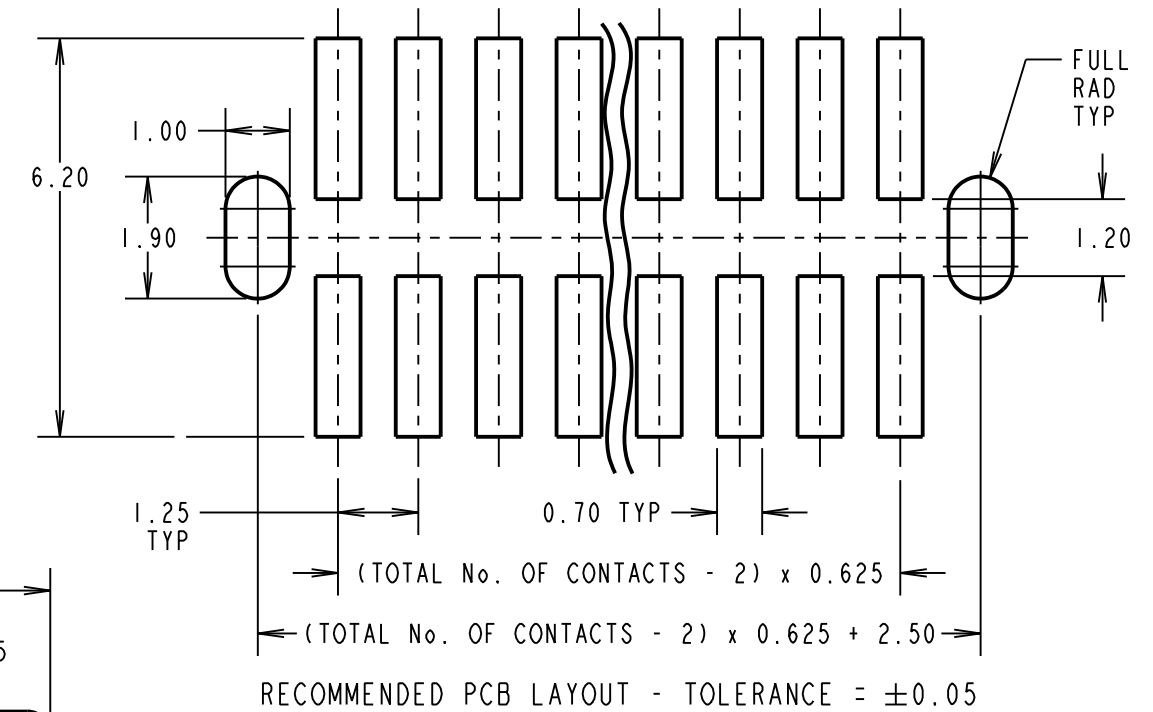 FULL
RAD
TYP
1.00
6.20
1.90
1.20
1.25
TYP
0.70 TYP
(TOTAL No. OF CONTACTS - 2) x 0.625
(TOTAL No. OF CONTACTS - 2) x 0.625 + 2.50
RECOMMENDED PCB LAYOUT - TOLERANCE = ±0.05